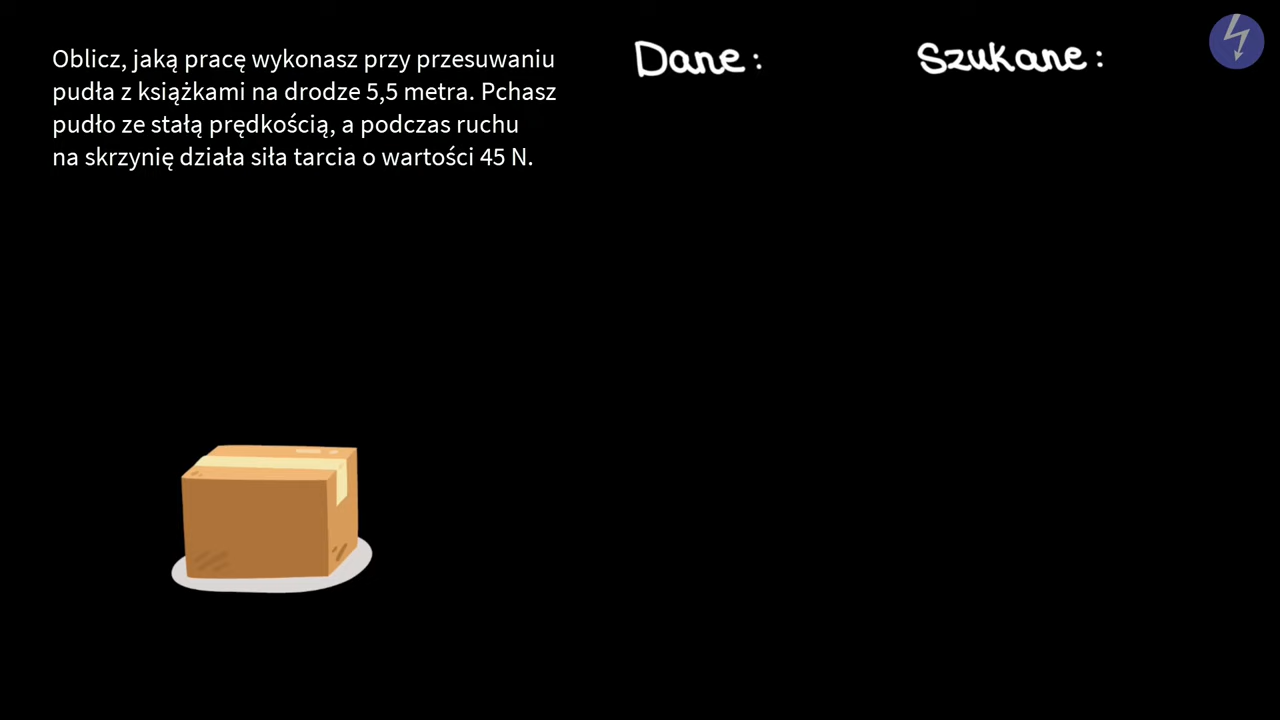 Oblicz, jaką pracę wykonasz przy przesuwaniu
pudła z książkami na drodze 5,5 metra. Pchasz
pudło ze stałą prędkością, a podczas ruchu
na skrzynię działa siła tarcia o wartości 45 N.
Dane:
Szukane: